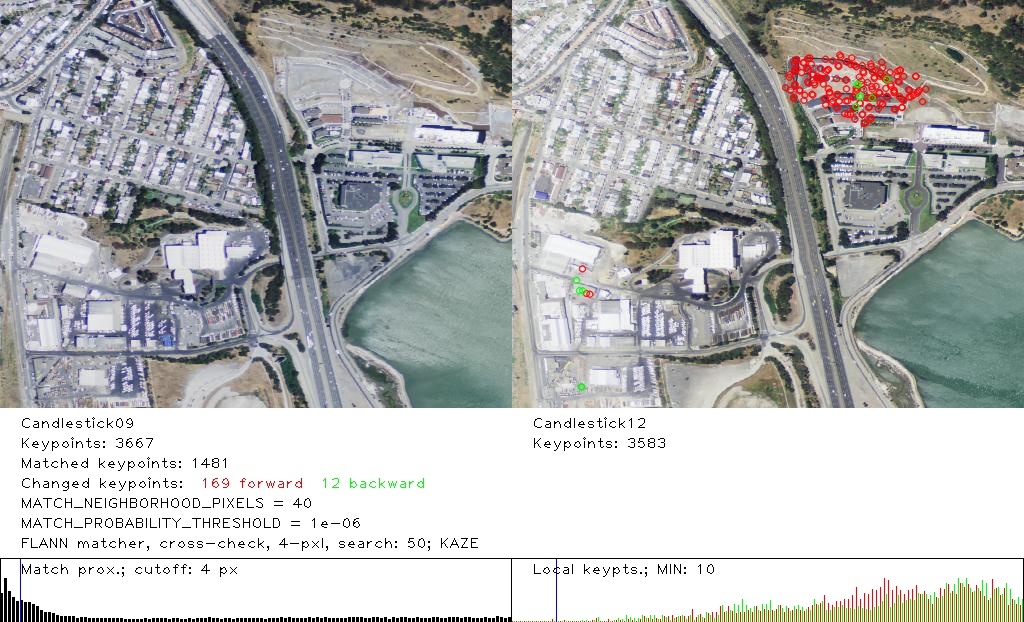 Candlestick09
Keypoints: 3667
Matched keypoints: 1481
Changed keypoints: 169 forward 12 backward
MATCH_NEIGHBORHOOD_PIXELS = 40
MATCH_PROBABILITY_THRESHOLD = 1e-06
FLANN matcher, cross-check, 4-pxl, search: 50; KAZE
Candlestick12
Keypoints: 3583
Match prox.; cutoff: 4 px
Local keypts.; MIN: 10